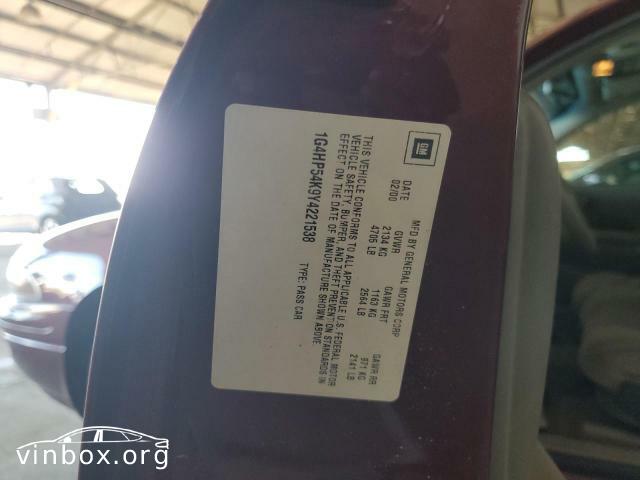 GM
MFD BY GENERAL MOTORS CORP
DATE GVWR GAWR FRT GAWR RR
02/00 2134 KG 1163 KG 971 KG
4705 LB 2564 LB 2141 LB
THIS VEHICLE CONFORMS TO ALL APPLICABLE U.S. FEDERAL MOTOR
VEHICLE SAFETY, BUMPER, AND THEFT PREVENTION STANDARDS IN
EFFECT ON THE DATE OF MANUFACTURE SHOWN ABOVE.
1G4HP54K9Y4221538 TYPE: PASS CAR
vinbox.org